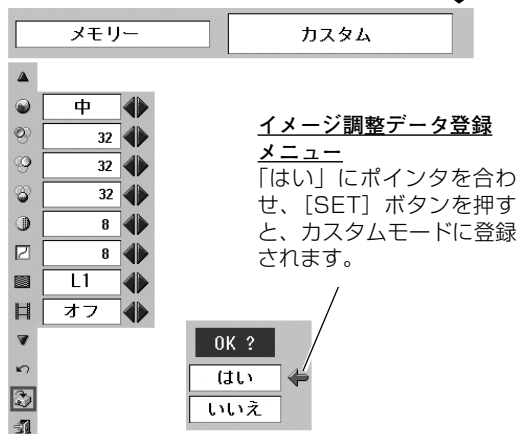 メモリー
カスタム
中
32
32
32
8
8
L1
オフ
イメージ調整データ登録
メニュー
「はい」にポインタを合わ
せ、［SET］ボタンを押す
と、カスタムモードに登録
されます。
OK ?
はい
いいえ